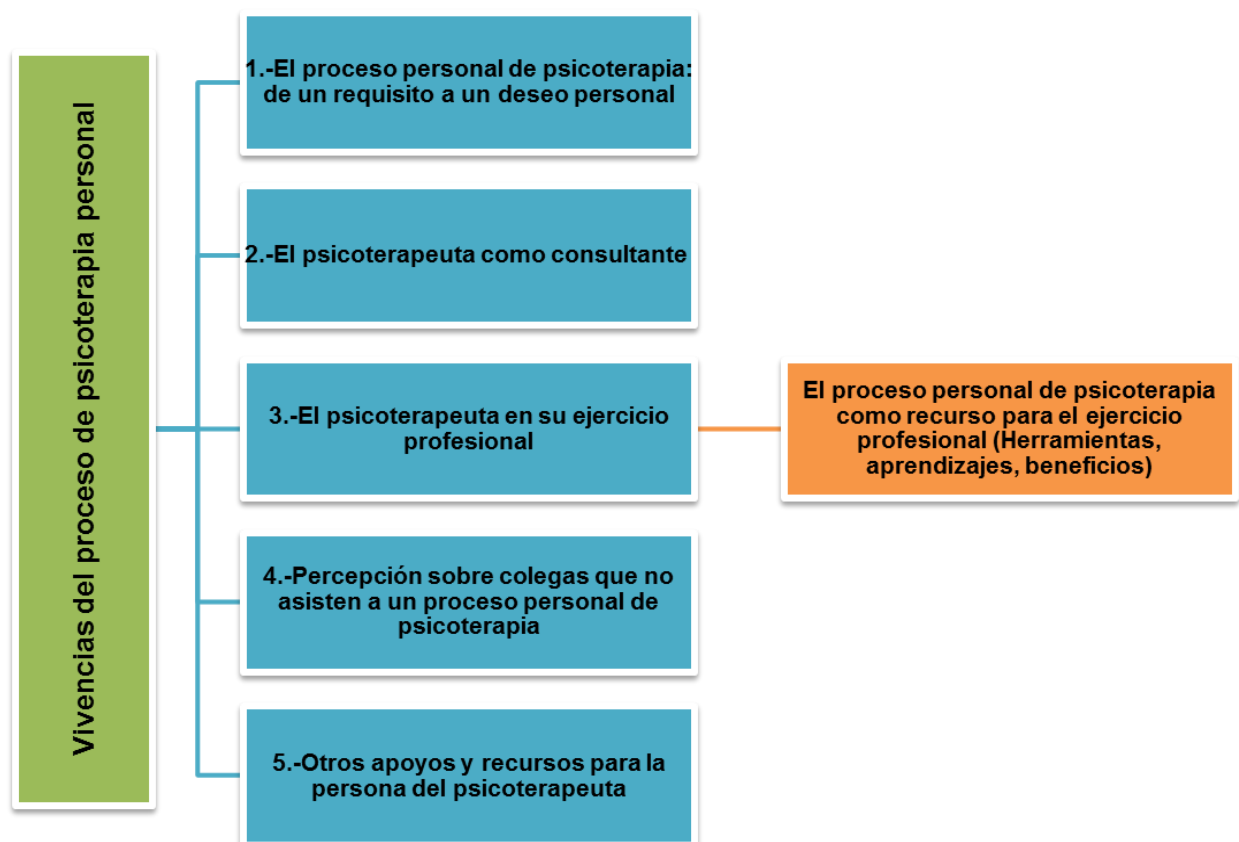 Vivencias del proceso de psicoterapia personal
1.-El proceso personal de psicoterapia:
de un requisito a un deseo personal
2.-El psicoterapeuta como consultante
3.-El psicoterapeuta en su ejercicio
profesional
El proceso personal de psicoterapia
como recurso para el ejercicio
profesional (Herramientas,
aprendizajes, beneficios)
4.-Percepción sobre colegas que no
asisten a un proceso personal de
psicoterapia
5.-Otros apoyos y recursos para la
persona del psicoterapeuta